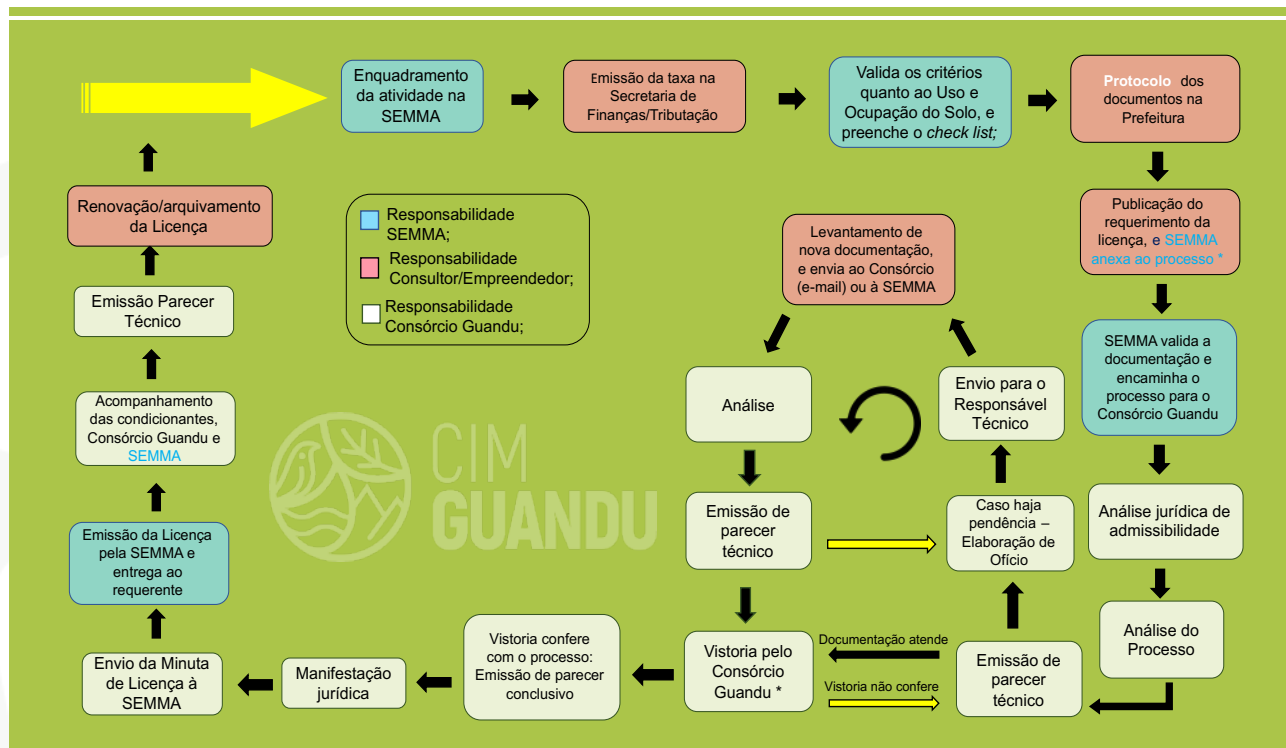 Enquadramento
da atividade na
SEMMA
Emissão da taxa na
Secretaria de
Finanças/Tributação
Valida os critérios
quanto ao Uso e
Ocupação do Solo, e
preenche o check list;
Protocolo dos
documentos na
Prefeitura
Publicação do
requerimento da
licença, e SEMMA
anexa ao processo *
SEMMA valida a
documentação e
encaminha o
processo para o
Consórcio Guandu
Análise jurídica de
admissibilidade
Análise do
Processo
Emissão de
parecer
técnico
Caso haja
pendência –
Elaboração de
Ofício
Envio para o
Responsável
Técnico
Levantamento de
nova documentação,
e envia ao Consórcio
(e-mail) ou à SEMMA
Análise
Emissão de
parecer
técnico
Documentação atende
Vistoria não confere
Vistoria pelo
Consórcio
Guandu *
Vistoria confere
com o processo:
Emissão de parecer
conclusivo
Manifestação
jurídica
Envio da Minuta
de Licença à
SEMMA
Emissão da Licença
pela SEMMA e
entrega ao
requerente
Acompanhamento
das condicionantes,
Consórcio Guandu e
SEMMA
Emissão Parecer
Técnico
Renovação/arquivamento
da Licença
Responsabilidade
SEMMA;
Responsabilidade
Consultor/Empreendedor;
Responsabilidade
Consórcio Guandu;
CIM
GUANDU